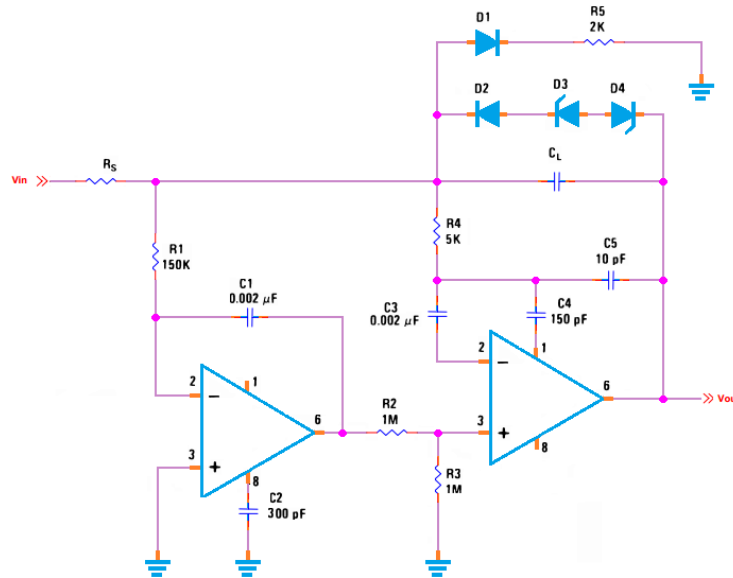 D1
R5
2K
D2
D3
D4
Vin
RS
CL
R4
5K
R1
150K
C5
10 pF
C1
0.002 µF
C3
0.002 µF
C4
150 pF
2
1
6
3
8
R2
1M
2
1
6
3
8
Vou
R3
1M
C2
300 pF